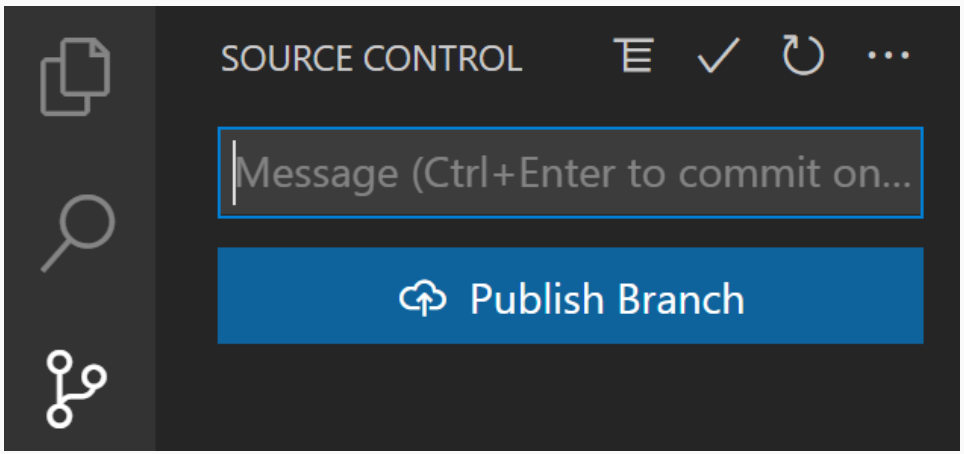 SOURCE CONTROL
Message (Ctrl+Enter to commit on...
Publish Branch